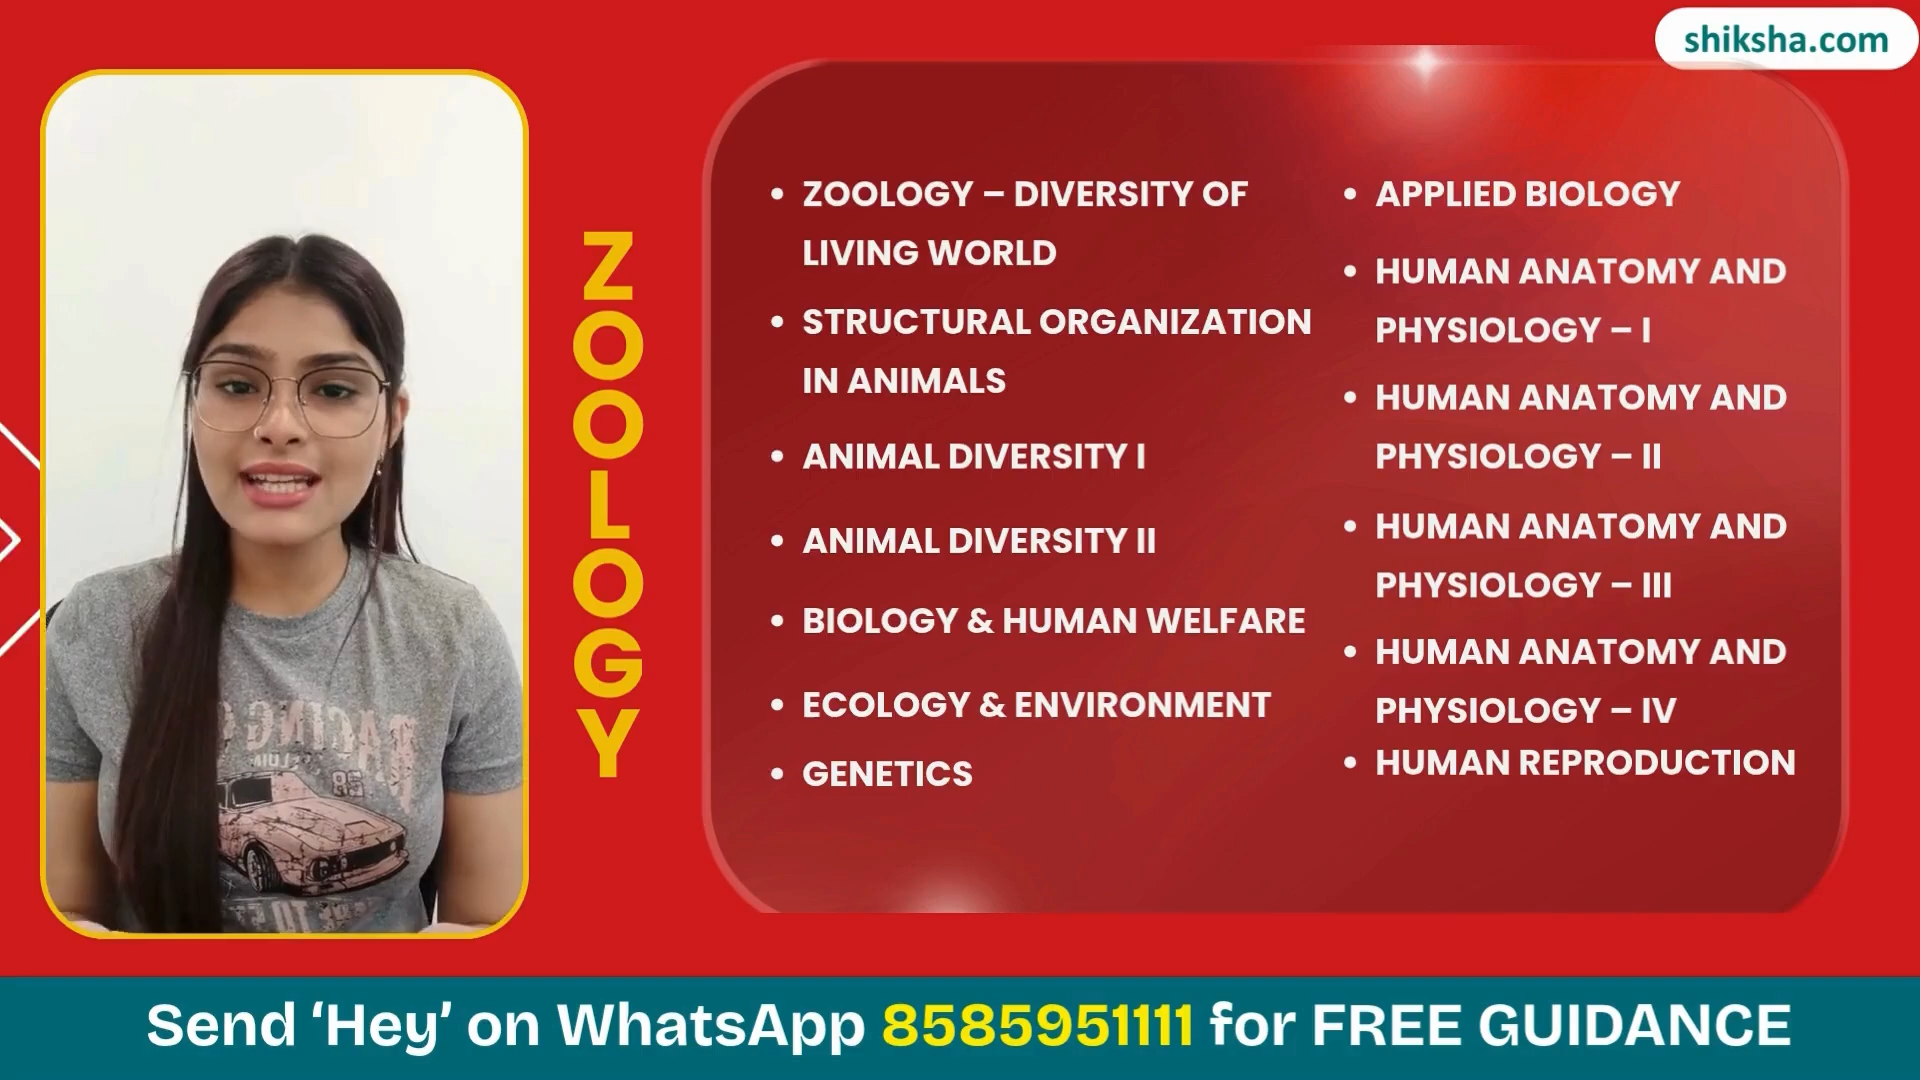 shiksha.com
ZOOLOGY
• ZOOLOGY – DIVERSITY OF
LIVING WORLD
• STRUCTURAL ORGANIZATION
IN ANIMALS
• ANIMAL DIVERSITY I
• ANIMAL DIVERSITY II
• BIOLOGY & HUMAN WELFARE
• ECOLOGY & ENVIRONMENT
• GENETICS
• APPLIED BIOLOGY
• HUMAN ANATOMY AND
PHYSIOLOGY – I
• HUMAN ANATOMY AND
PHYSIOLOGY – II
• HUMAN ANATOMY AND
PHYSIOLOGY – III
• HUMAN ANATOMY AND
PHYSIOLOGY – IV
• HUMAN REPRODUCTION
Send ‘Hey’ on WhatsApp 8585951111 for FREE GUIDANCE